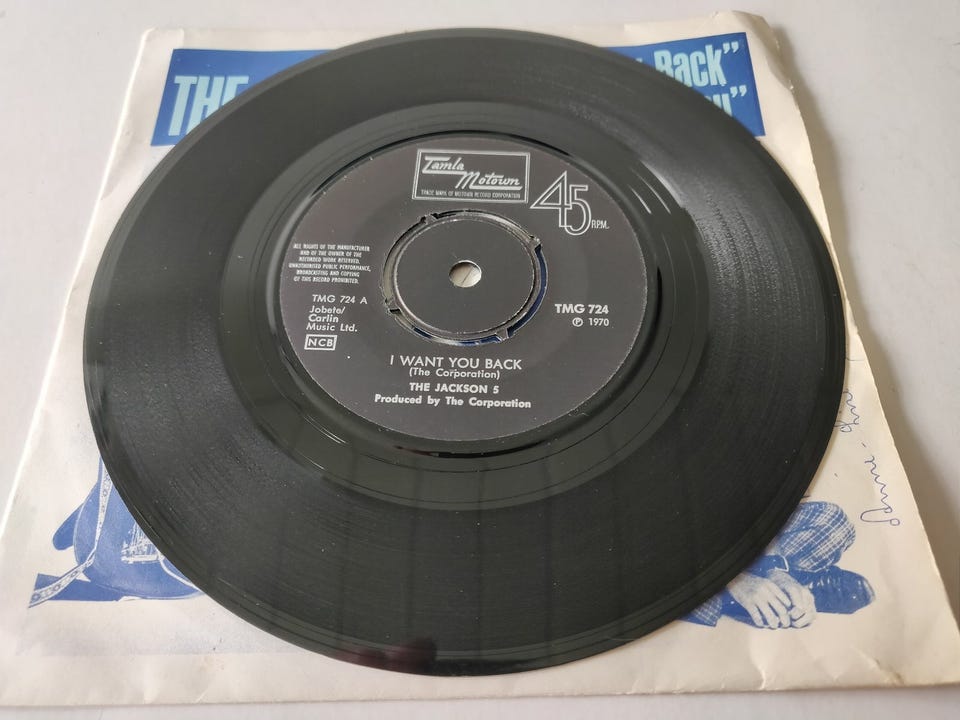 THE
Back"
ou"
Tamla
Motown
TRADE MARK OF MOTOWN RECORD CORPORATION
45
R.P.M.
ALL RIGHTS OF THE MANUFACTURER
AND OF THE OWNER OF THE
RECORDED WORK RESERVED.
UNAUTHORISED PUBLIC PERFORMANCE,
BROADCASTING AND COPYING
OF THIS RECORD PROHIBITED.
TMG 724 A
Jobete/
Carlin
Music Ltd.
NCB
TMG 724
℗ 1970
I WANT YOU BACK
(The Corporation)
THE JACKSON 5
Produced by The Corporation